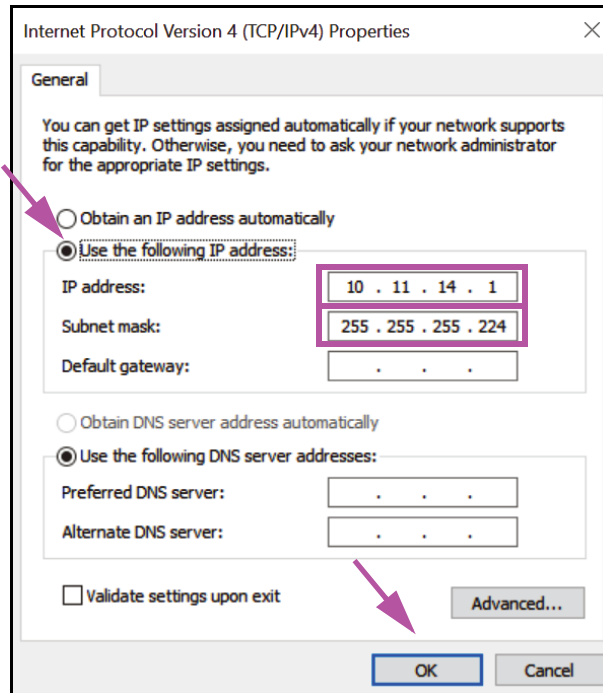 Internet Protocol Version 4 (TCP/IPv4) Properties
General
You can get IP settings assigned automatically if your network supports
this capability. Otherwise, you need to ask your network administrator
for the appropriate IP settings.
Obtain an IP address automatically
Use the following IP address:
IP address: 10 . 11 . 14 . 1
Subnet mask: 255 . 255 . 255 . 224
Default gateway: . . .
Obtain DNS server address automatically
Use the following DNS server addresses:
Preferred DNS server: . . .
Alternate DNS server: . . .
Validate settings upon exit
Advanced...
OK Cancel